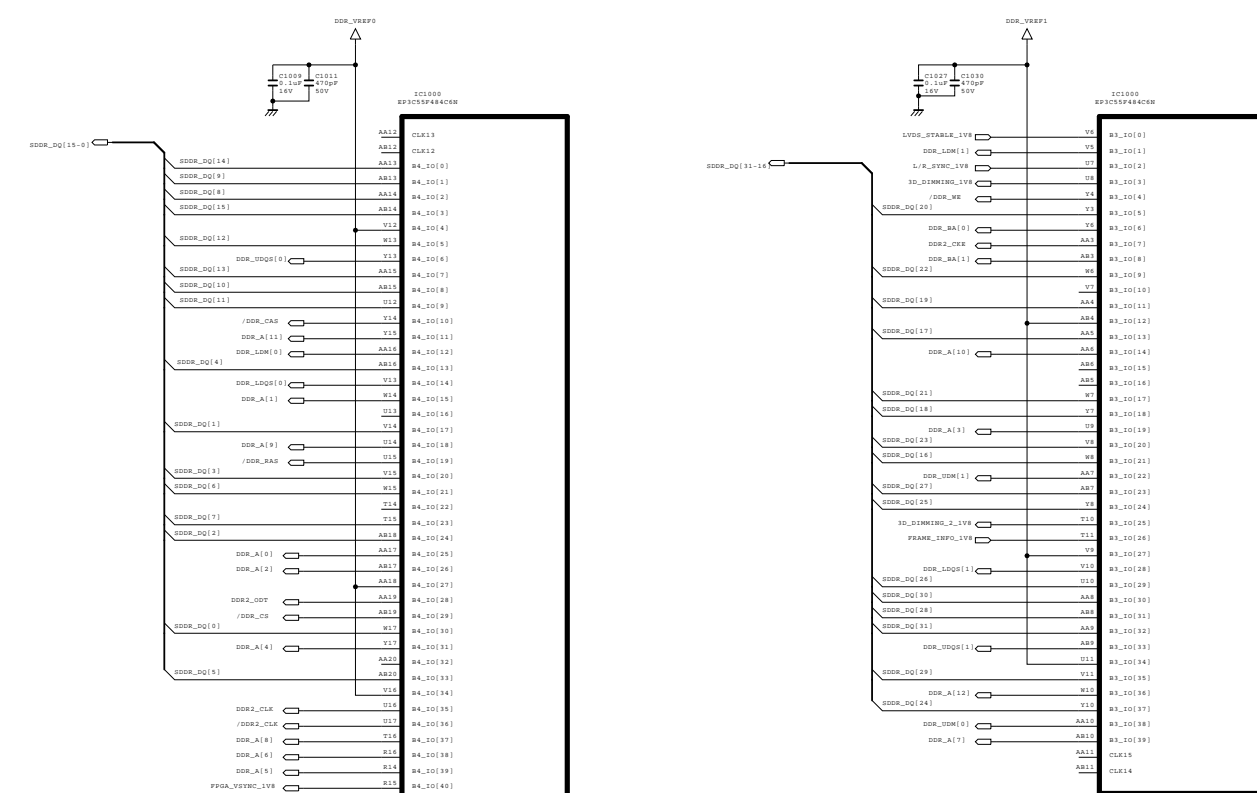 DDR_VREF0
C1009
0.1uF
16V
C1011
470pF
50V
IC1000
EP3C55F484C6N
SDDR_DQ[15-0]
AA12 CLK13
AB12 CLK12
SDDR_DQ[14] AA13 B4_IO[0]
SDDR_DQ[9] AB13 B4_IO[1]
SDDR_DQ[8] AA14 B4_IO[2]
SDDR_DQ[15] AB14 B4_IO[3]
V12 B4_IO[4]
SDDR_DQ[12] W13 B4_IO[5]
DDR_UDQS[0] Y13 B4_IO[6]
SDDR_DQ[13] AA15 B4_IO[7]
SDDR_DQ[10] AB15 B4_IO[8]
SDDR_DQ[11] U12 B4_IO[9]
/DDR_CAS Y14 B4_IO[10]
DDR_A[11] Y15 B4_IO[11]
DDR_LDM[0] AA16 B4_IO[12]
SDDR_DQ[4] AB16 B4_IO[13]
DDR_LDQS[0] V13 B4_IO[14]
DDR_A[1] W14 B4_IO[15]
U13 B4_IO[16]
SDDR_DQ[1] V14 B4_IO[17]
DDR_A[9] U14 B4_IO[18]
/DDR_RAS U15 B4_IO[19]
SDDR_DQ[3] V15 B4_IO[20]
SDDR_DQ[6] W15 B4_IO[21]
T14 B4_IO[22]
SDDR_DQ[7] T15 B4_IO[23]
SDDR_DQ[2] AB18 B4_IO[24]
DDR_A[0] AA17 B4_IO[25]
DDR_A[2] AB17 B4_IO[26]
AA18 B4_IO[27]
DDR2_ODT AA19 B4_IO[28]
/DDR_CS AB19 B4_IO[29]
SDDR_DQ[0] W17 B4_IO[30]
DDR_A[4] Y17 B4_IO[31]
AA20 B4_IO[32]
SDDR_DQ[5] AB20 B4_IO[33]
V16 B4_IO[34]
DDR2_CLK U16 B4_IO[35]
/DDR2_CLK U17 B4_IO[36]
DDR_A[8] T16 B4_IO[37]
DDR_A[6] R16 B4_IO[38]
DDR_A[5] R14 B4_IO[39]
FPGA_VSYNC_1V8 R15 B4_IO[40]
DDR_VREF1
C1027
0.1uF
16V
C1030
470pF
50V
IC1000
EP3C55F484C6N
SDDR_DQ[31-16]
LVDS_STABLE_1V8 V6 B3_IO[0]
DDR_LDM[1] V5 B3_IO[1]
L/R_SYNC_1V8 U7 B3_IO[2]
3D_DIMMING_1V8 U8 B3_IO[3]
/DDR_WE Y4 B3_IO[4]
SDDR_DQ[20] Y3 B3_IO[5]
DDR_BA[0] Y6 B3_IO[6]
DDR2_CKE AA3 B3_IO[7]
DDR_BA[1] AB3 B3_IO[8]
SDDR_DQ[22] W6 B3_IO[9]
V7 B3_IO[10]
SDDR_DQ[19] AA4 B3_IO[11]
AB4 B3_IO[12]
SDDR_DQ[17] AA5 B3_IO[13]
DDR_A[10] AA6 B3_IO[14]
AB6 B3_IO[15]
AB5 B3_IO[16]
SDDR_DQ[21] W7 B3_IO[17]
SDDR_DQ[18] Y7 B3_IO[18]
DDR_A[3] U9 B3_IO[19]
SDDR_DQ[23] V8 B3_IO[20]
SDDR_DQ[16] W8 B3_IO[21]
DDR_UDM[1] AA7 B3_IO[22]
SDDR_DQ[27] AB7 B3_IO[23]
SDDR_DQ[25] Y8 B3_IO[24]
3D_DIMMING_2_1V8 T10 B3_IO[25]
FRAME_INFO_1V8 T11 B3_IO[26]
V9 B3_IO[27]
DDR_LDQS[1] V10 B3_IO[28]
SDDR_DQ[26] U10 B3_IO[29]
SDDR_DQ[30] AA8 B3_IO[30]
SDDR_DQ[28] AB8 B3_IO[31]
SDDR_DQ[31] AA9 B3_IO[32]
DDR_UDQS[1] AB9 B3_IO[33]
U11 B3_IO[34]
SDDR_DQ[29] V11 B3_IO[35]
DDR_A[12] W10 B3_IO[36]
SDDR_DQ[24] Y10 B3_IO[37]
DDR_UDM[0] AA10 B3_IO[38]
DDR_A[7] AB10 B3_IO[39]
AA11 CLK15
AB11 CLK14